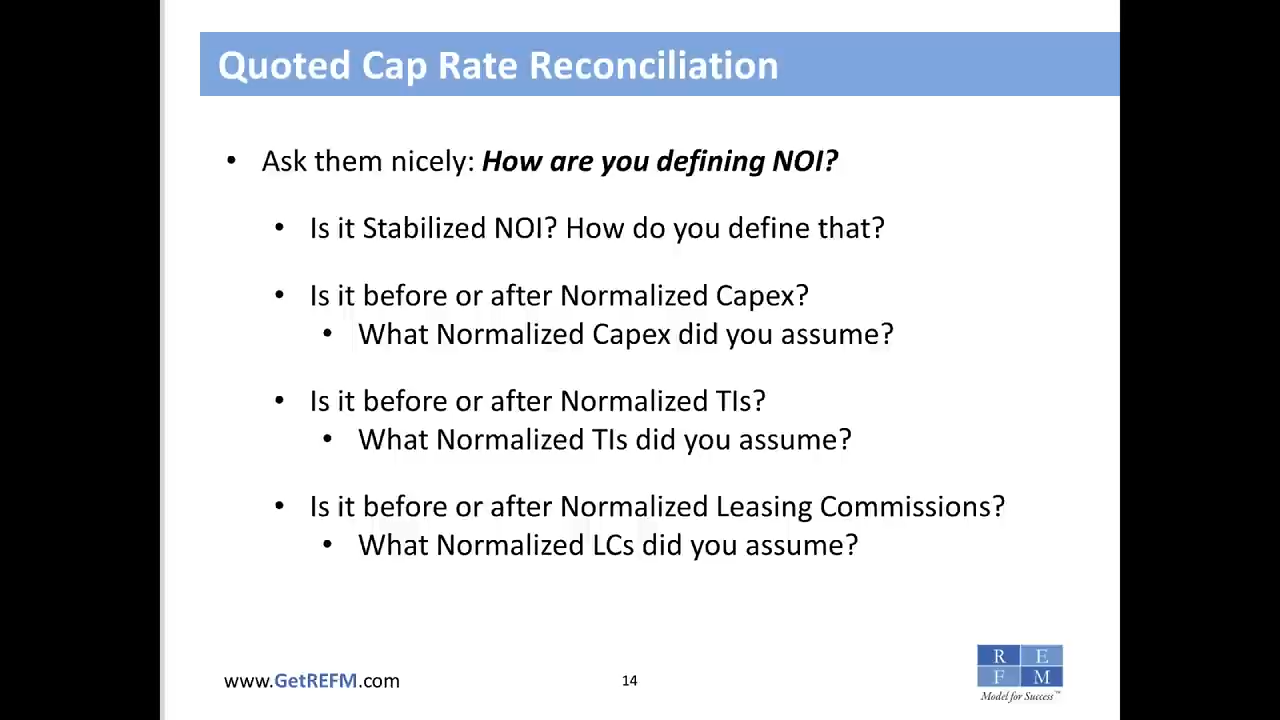 Quoted Cap Rate Reconciliation
• Ask them nicely: How are you defining NOI?
• Is it Stabilized NOI? How do you define that?
• Is it before or after Normalized Capex?
• What Normalized Capex did you assume?
• Is it before or after Normalized TIs?
• What Normalized TIs did you assume?
• Is it before or after Normalized Leasing Commissions?
• What Normalized LCs did you assume?
www.GetREFM.com
14
R E
F M
Model for Success™